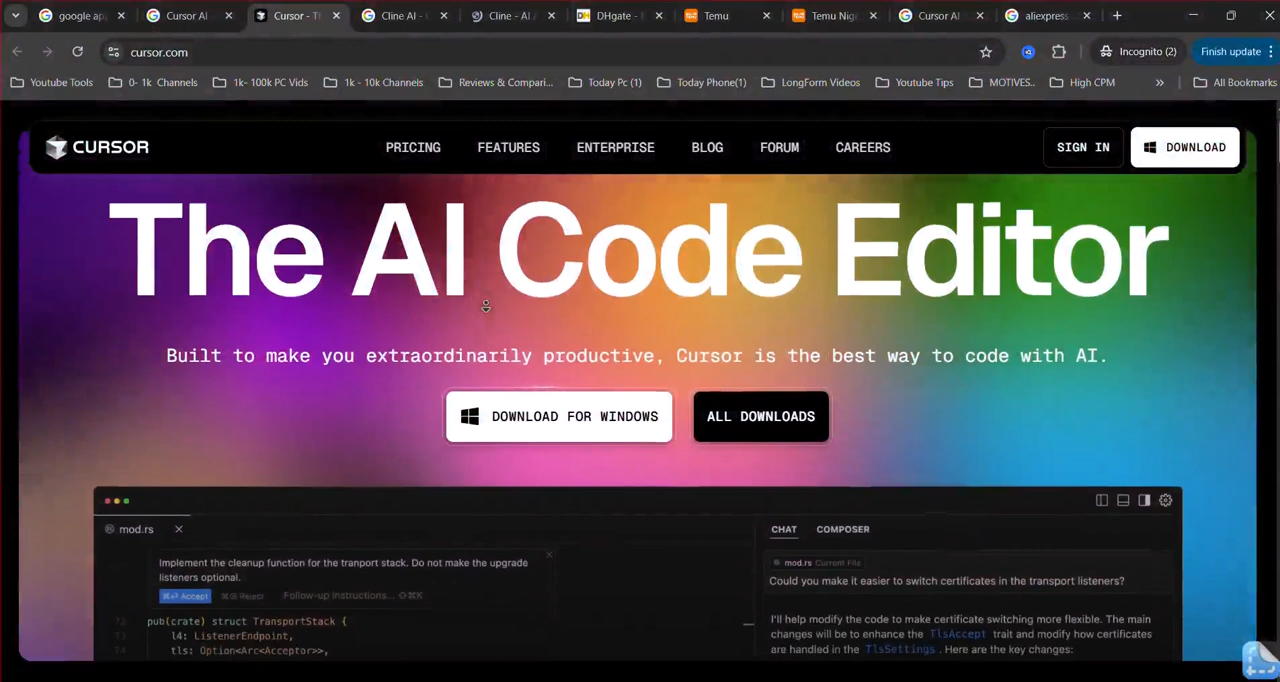 google ap
Cursor AI
Cursor - Th
Cline AI -
Cline - AI A
DHgate -
Temu
Temu Nig
Cursor AI
aliexpress
cursor.com
Incognito (2)
Finish update
Youtube Tools
0- 1k Channels
1k- 100k PC Vids
1k - 10k Channels
Reviews & Compari...
Today Pc (1)
Today Phone(1)
LongForm Videos
Youtube Tips
MOTIVES..
High CPM
»
All Bookmarks
CURSOR
PRICING FEATURES ENTERPRISE BLOG FORUM CAREERS
SIGN IN
DOWNLOAD
The AI Code Editor
Built to make you extraordinarily productive, Cursor is the best way to code with AI.
DOWNLOAD FOR WINDOWS
ALL DOWNLOADS
mod.rs
Implement the cleanup function for the tranport stack. Do not make the upgrade
listeners optional.
Accept
Reject
Follow-up instructions...
72 pub(crate) struct TransportStack {
73 l4: ListenerEndpoint,
74 tls: Option<Arc<Acceptor>>,
CHAT COMPOSER
mod.rs Current File
Could you make it easier to switch certificates in the transport listeners?
I'll help modify the code to make certificate switching more flexible. The main
changes will be to enhance the TlsAccept trait and modify how certificates
are handled in the TlsSettings. Here are the key changes: